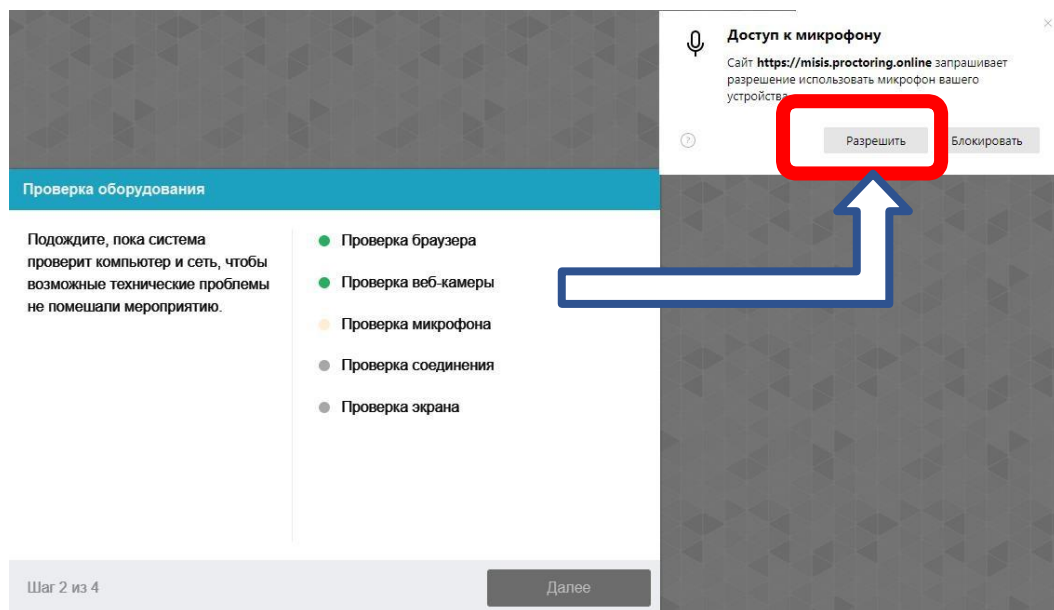 Доступ к микрофону
Сайт https://misis.proctoring.online запрашивает
разрешение использовать микрофон вашего
устройства
Разрешить
Блокировать
Проверка оборудования
Подождите, пока система
проверит компьютер и сеть, чтобы
возможные технические проблемы
не помешали мероприятию.
Проверка браузера
Проверка веб-камеры
Проверка микрофона
Проверка соединения
Проверка экрана
Шаг 2 из 4
Далее